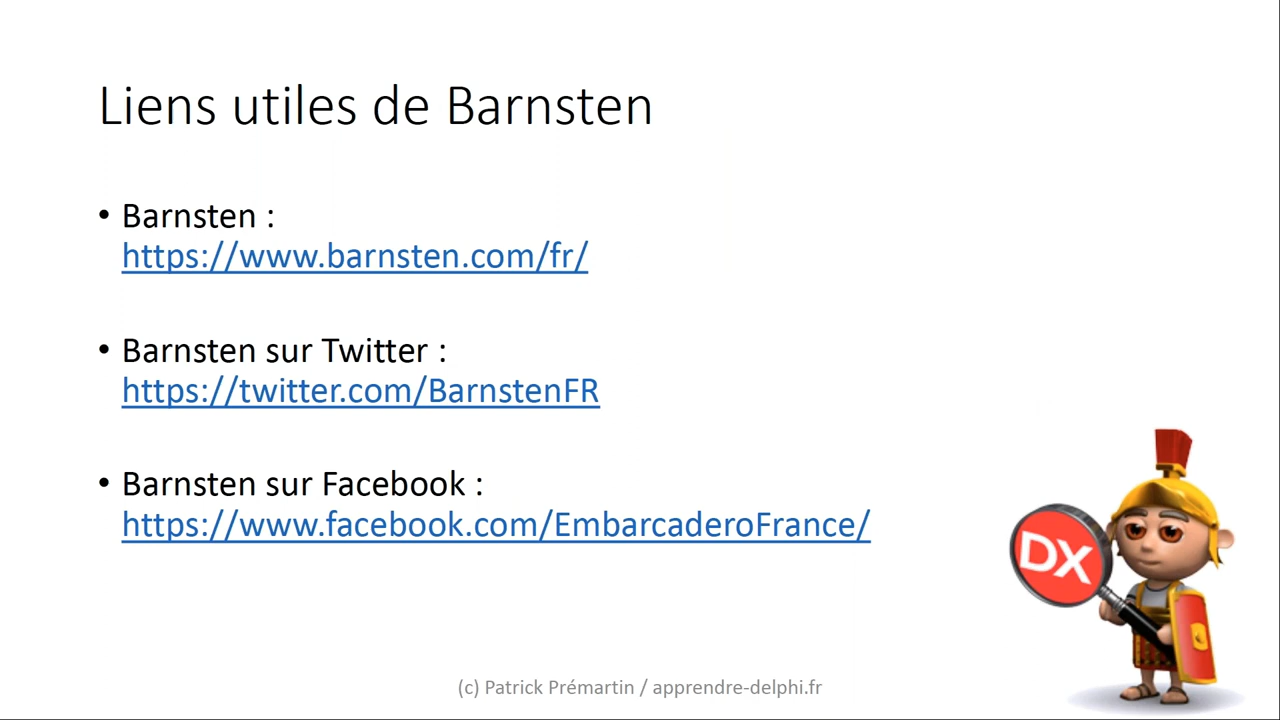 Liens utiles de Barnsten
• Barnsten :
https://www.barnsten.com/fr/
• Barnsten sur Twitter :
https://twitter.com/BarnstenFR
• Barnsten sur Facebook :
https://www.facebook.com/EmbarcaderoFrance/
DX
(c) Patrick Prémartin / apprendre-delphi.fr